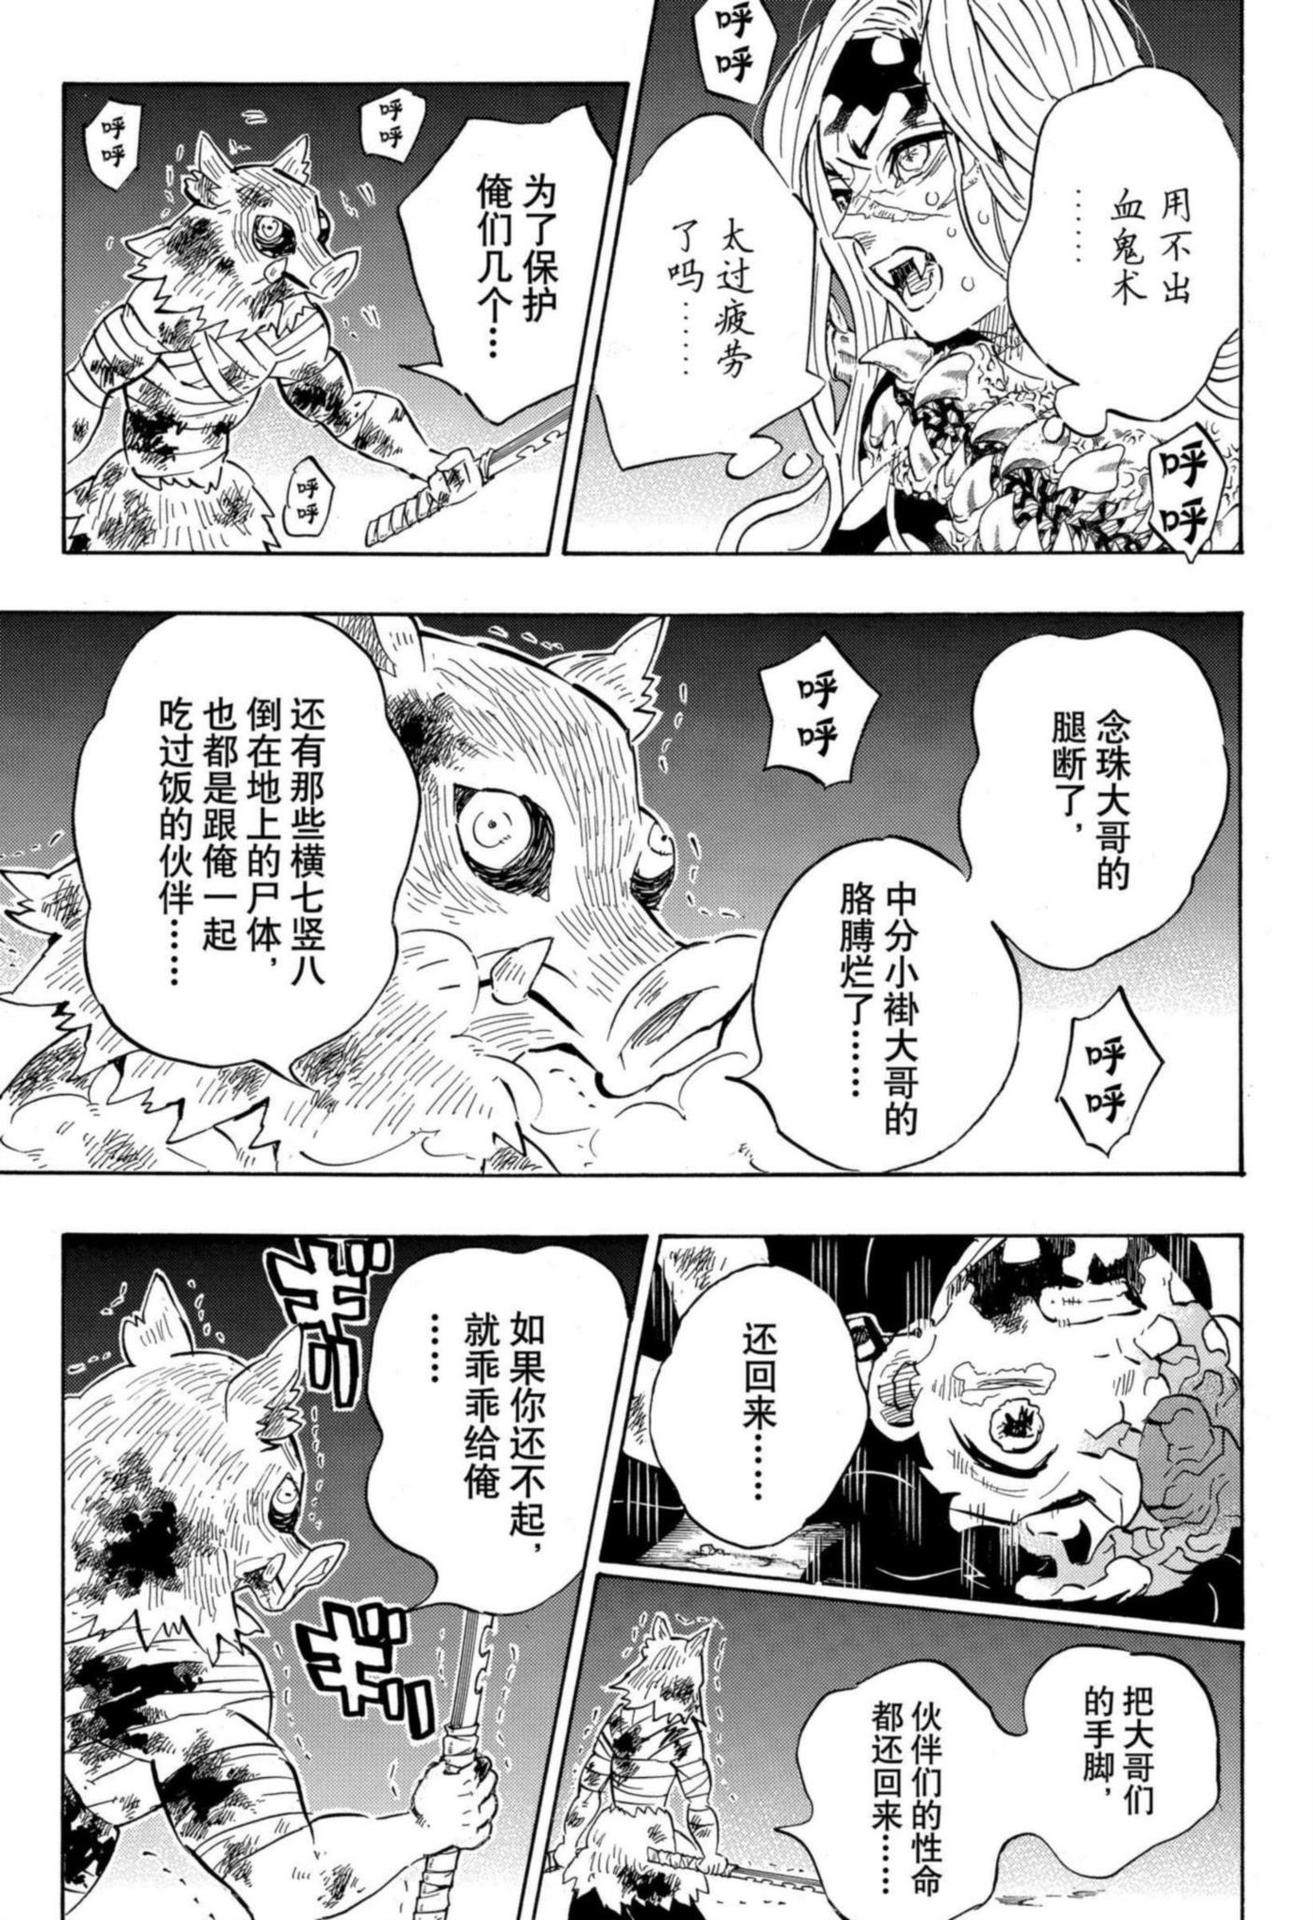 呼
呼
用不出
血鬼术
……
太过疲劳
了吗……
呼
呼
为了保护
俺们几个…
呼
呼
呼
呼
呼
呼
念珠大哥的
腿断了，
中分小褂大哥的
胳膊烂了……
呼
呼
呼
呼
还有那些横七竖八
倒在地上的尸体，
也都是跟俺一起
吃过饭的伙伴……
还回来……
把大哥们
的手脚，
伙伴们的性命
都还回来……
如果你还不起，
就乖乖给俺
……
ギュウ
ギュウ